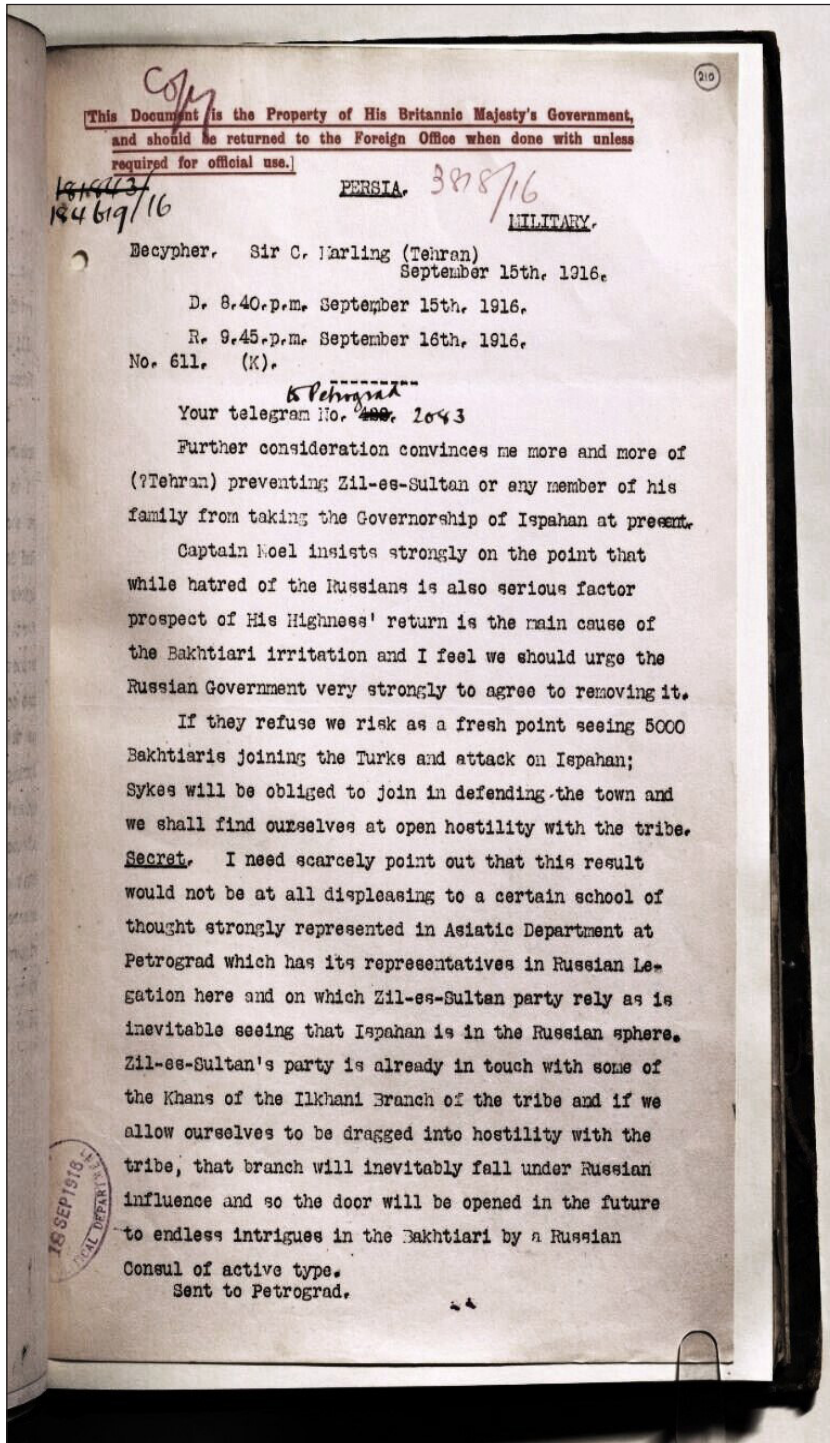 Copy
210
[This Document is the Property of His Britannic Majesty's Government,
and should be returned to the Foreign Office when done with unless
required for official use.]
184619/16
PERSIA. 3818/16
MILITARY.
Decypher. Sir C. Marling (Tehran)
September 15th. 1916.
D. 8.40.p.m. September 15th. 1916.
R. 9.45.p.m. September 16th. 1916.
No. 611. (K).
to Petrograd
Your telegram No. 2083
Further consideration convinces me more and more of
(?Tehran) preventing Zil-es-Sultan or any member of his
family from taking the Governorship of Ispahan at present.
Captain Noel insists strongly on the point that
while hatred of the Russians is also serious factor
prospect of His Highness' return is the main cause of
the Bakhtiari irritation and I feel we should urge the
Russian Government very strongly to agree to removing it.
If they refuse we risk as a fresh point seeing 5000
Bakhtiaris joining the Turks and attack on Ispahan;
Sykes will be obliged to join in defending the town and
we shall find ourselves at open hostility with the tribe.
Secret. I need scarcely point out that this result
would not be at all displeasing to a certain school of
thought strongly represented in Asiatic Department at
Petrograd which has its representatives in Russian Le-
gation here and on which Zil-es-Sultan party rely as is
inevitable seeing that Ispahan is in the Russian sphere.
Zil-es-Sultan's party is already in touch with some of
the Khans of the Ilkhani Branch of the tribe and if we
allow ourselves to be dragged into hostility with the
tribe, that branch will inevitably fall under Russian
influence and so the door will be opened in the future
to endless intrigues in the Bakhtiari by a Russian
Consul of active type.
Sent to Petrograd.
18 SEP 1916